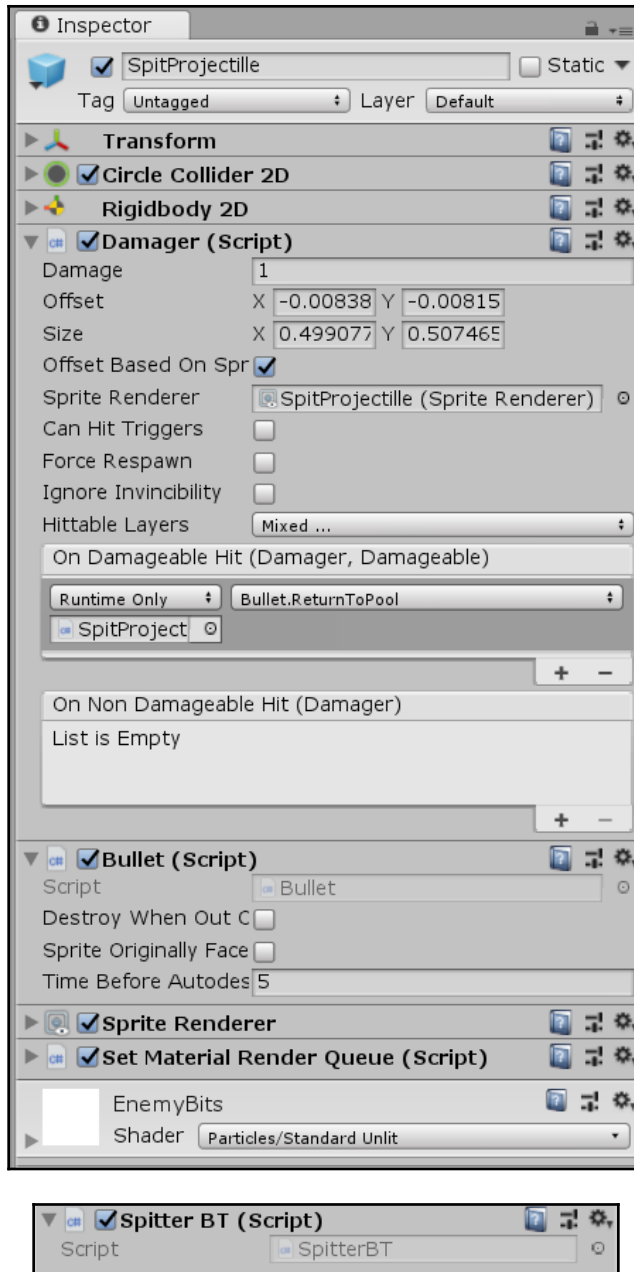 Inspector
SpitProjectille Static
Tag Untagged Layer Default
Transform
Circle Collider 2D
Rigidbody 2D
c# Damager (Script)
Damage 1
Offset X -0.00838 Y -0.00815
Size X 0.499077 Y 0.507465
Offset Based On Spr
Sprite Renderer SpitProjectille (Sprite Renderer)
Can Hit Triggers
Force Respawn
Ignore Invincibility
Hittable Layers Mixed ...
On Damageable Hit (Damager, Damageable)
Runtime Only Bullet.ReturnToPool
SpitProject
+ −
On Non Damageable Hit (Damager)
List is Empty
+ −
c# Bullet (Script)
Script Bullet
Destroy When Out C
Sprite Originally Face
Time Before Autodes 5
Sprite Renderer
c# Set Material Render Queue (Script)
EnemyBits
Shader Particles/Standard Unlit
c# Spitter BT (Script)
Script SpitterBT